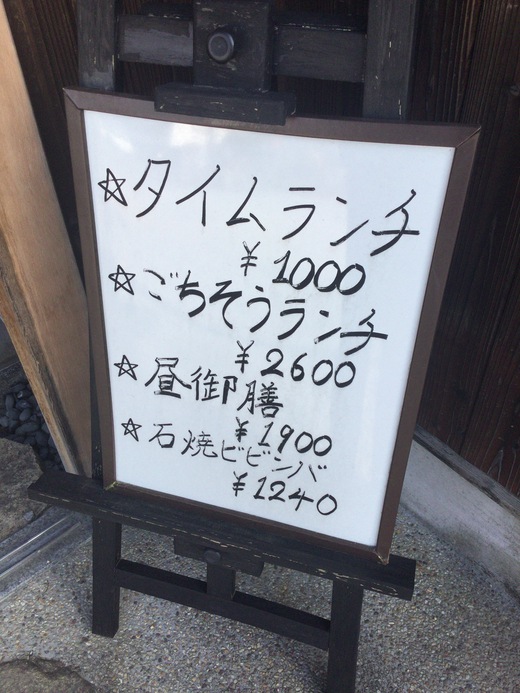 ☆タイムランチ
¥1000
☆ごちそうランチ
¥2600
☆昼御膳
¥1900
☆石焼ビビンバ
¥1240